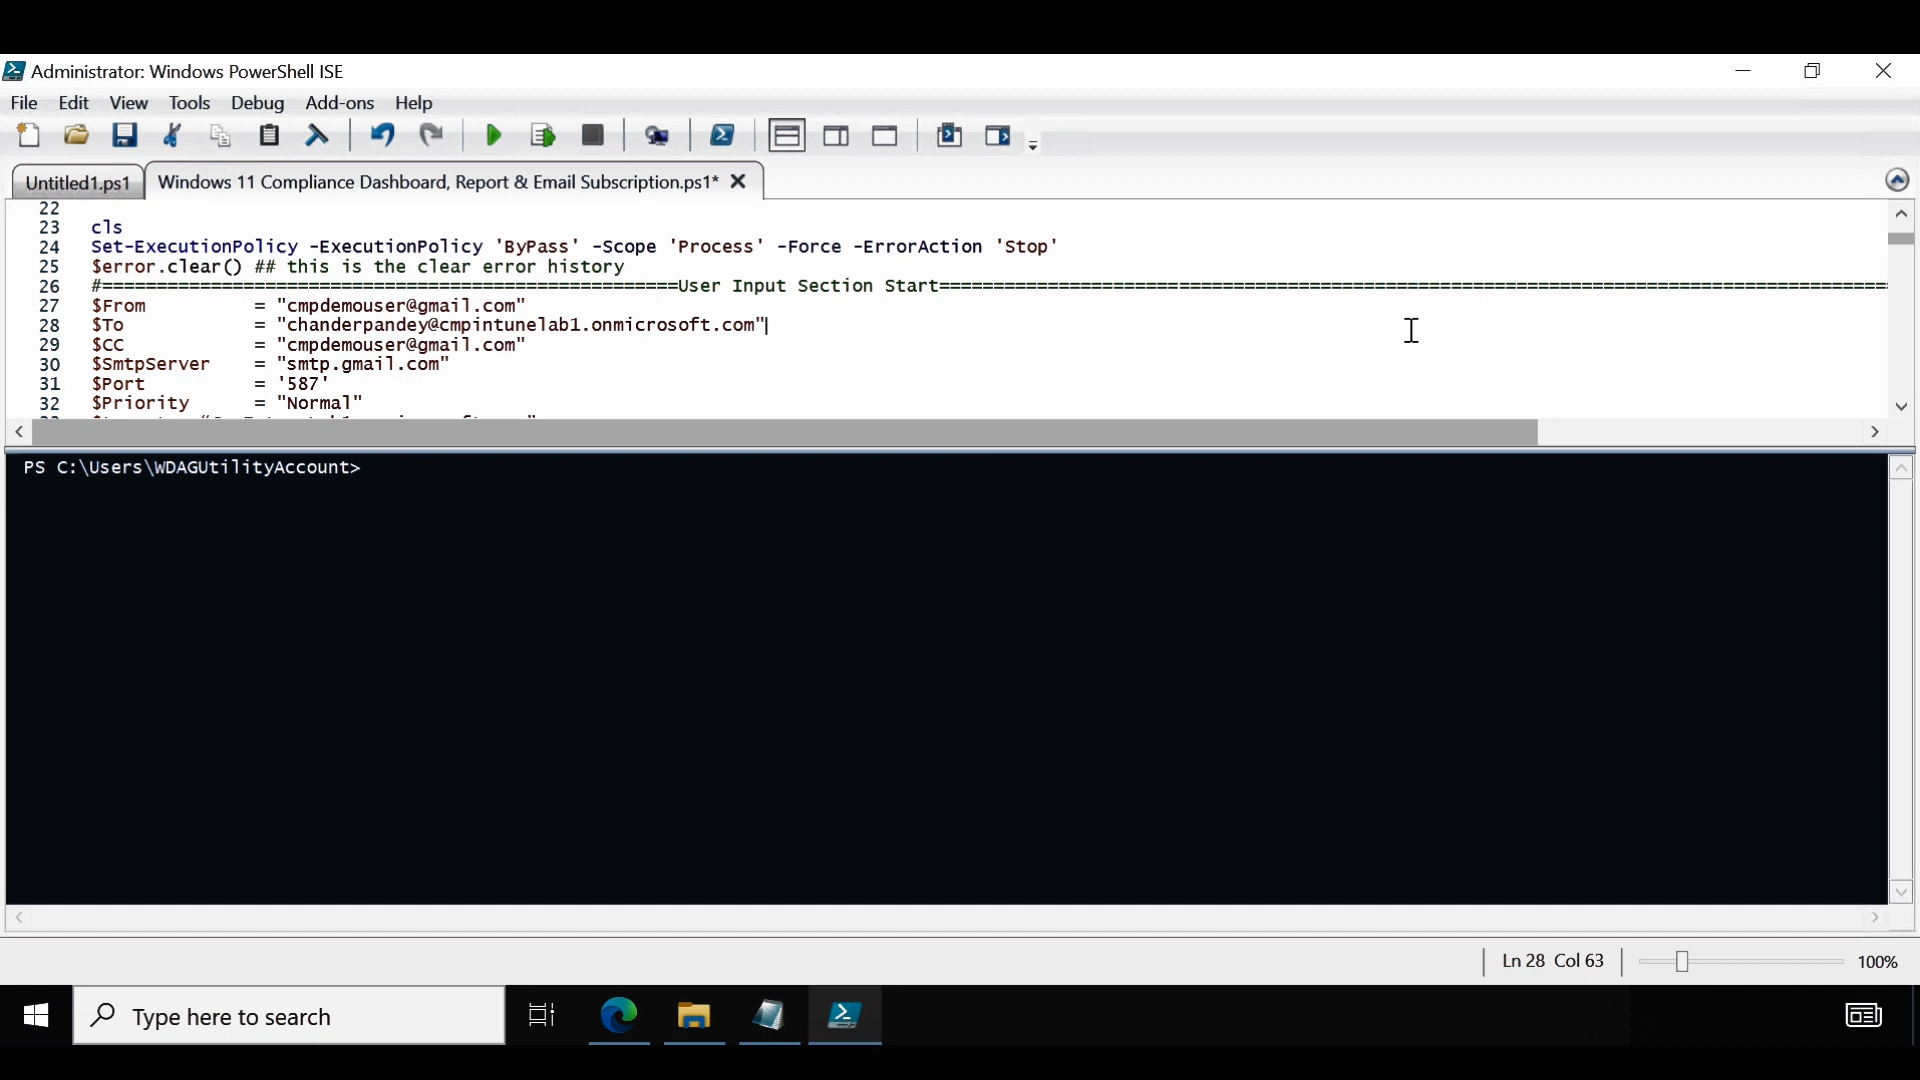 Administrator: Windows PowerShell ISE
File Edit View Tools Debug Add-ons Help
Untitled1.ps1 Windows 11 Compliance Dashboard, Report & Email Subscription.ps1*
22
23 cls
24 Set-ExecutionPolicy -ExecutionPolicy 'ByPass' -Scope 'Process' -Force -ErrorAction 'Stop'
25 $error.clear() ## this is the clear error history
26 #=====================================================User Input Section Start=======================================================================================
27 $From = "cmpdemouser@gmail.com"
28 $To = "chanderpandey@cmpintunelab1.onmicrosoft.com"
29 $CC = "cmpdemouser@gmail.com"
30 $SmtpServer = "smtp.gmail.com"
31 $Port = '587'
32 $Priority = "Normal"
PS C:\Users\WDAGUtilityAccount>
Ln 28 Col 63 100%
Type here to search